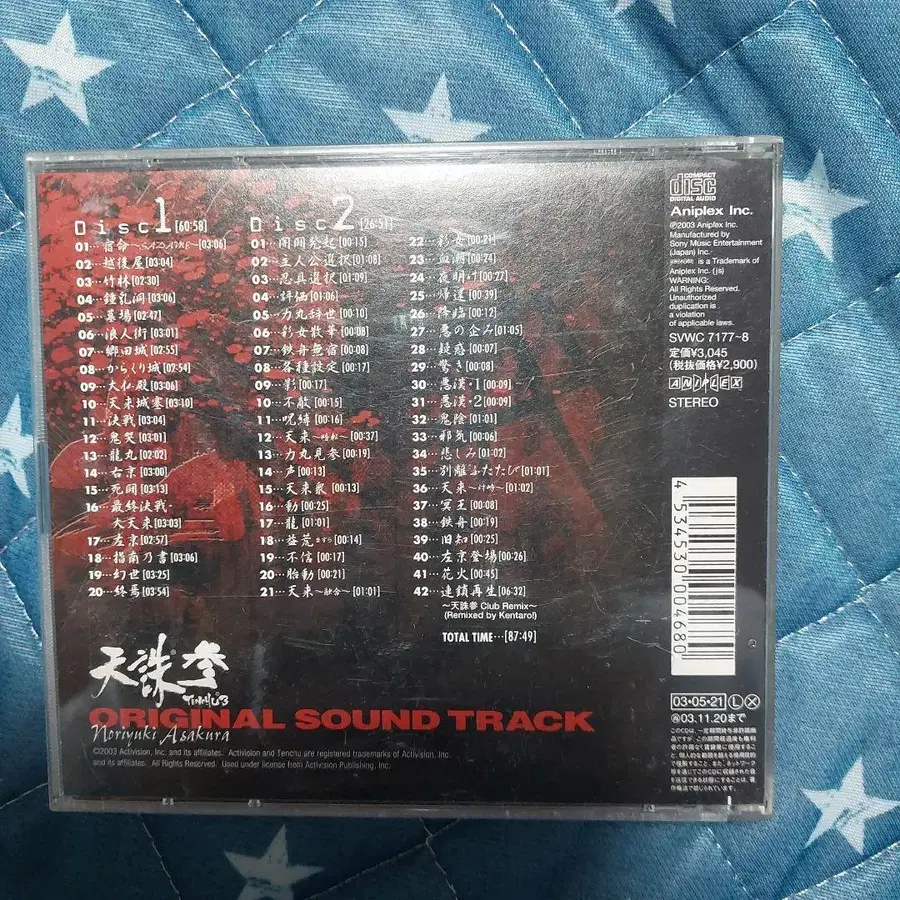 Disc1[60:58]
01…宿命～SADAME～[03:06]
02…越後屋[03:04]
03…竹林[02:30]
04…鍾乳洞[03:06]
05…墓場[02:47]
06…浪人街[03:01]
07…郷田城[02:55]
08…からくり城[02:54]
09…大仏殿[03:06]
10…天来城塞[03:10]
11…決戦[03:04]
12…鬼哭[03:01]
13…龍丸[02:02]
14…右京[03:00]
15…死闘[03:13]
16…最終決戦・
大天来[03:03]
17…左京[02:57]
18…指南乃書[03:06]
19…幻世[03:25]
20…終焉[03:54]
Disc2[26:51]
01…開闢発起[00:15]
02…主人公選択[01:08]
03…忍具選択[01:09]
04…評価[01:06]
05…力丸辞世[00:10]
06…彩女散華[00:09]
07…鉄舟無宿[00:08]
08…各種設定[00:17]
09…影[00:17]
10…不敵[00:15]
11…呪縛[00:16]
12…天来～[00:37]
13…力丸見参[00:19]
14…声[00:13]
15…天来衆[00:13]
16…動[00:25]
17…龍[01:01]
18…益荒ますら[00:14]
19…不信[00:17]
20…胎動[00:21]
21…天来～融合～[01:01]
22…彩女[00:21]
23…血溯[00:24]
24…夜明け[00:27]
25…帰還[00:39]
26…降臨[00:12]
27…悪の企み[01:05]
28…疑惑[00:07]
29…驚き[00:08]
30…悪漢・1[00:09]
31…悪漢・2[00:09]
32…鬼陰[01:01]
33…邪気[00:06]
34…悲しみ[01:02]
35…別離ふたたび[01:01]
36…天来～[01:02]
37…冥王[00:08]
38…鉄舟[00:19]
39…旧知[00:25]
40…左京登場[00:26]
41…花火[00:45]
42…連鎖再生[06:32]
～天誅参 Club Remix～
(Remixed by Kentaro!)
TOTAL TIME…[87:49]
COMPACT
disc
DIGITAL AUDIO
Aniplex Inc.
℗2003 Aniplex Inc.
Manufactured by
Sony Music Entertainment
(Japan) Inc.
is a Trademark of
Aniplex Inc. (js)
WARNING:
All Rights Reserved.
Unauthorized
duplication is
a violation
of applicable laws.
SVWC 7177~8
定価¥3,045
(税抜価格¥2,900)
ANIPLEX
STEREO
4 534530 004680
03・05・21 Ⓛ Ⓧ
03.11.20まで
天誅参
TENCHU3
ORIGINAL SOUND TRACK
Noriyuki Asakura
©2003 Activision, Inc. and its affiliates. Activision and Tenchu are registered trademarks of Activision, Inc.
and its affiliates. All Rights Reserved. Used under license from Activision Publishing, Inc.